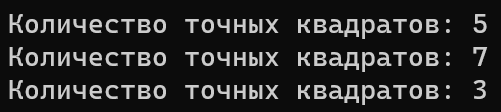 Количество точных квадратов: 5
Количество точных квадратов: 7
Количество точных квадратов: 3